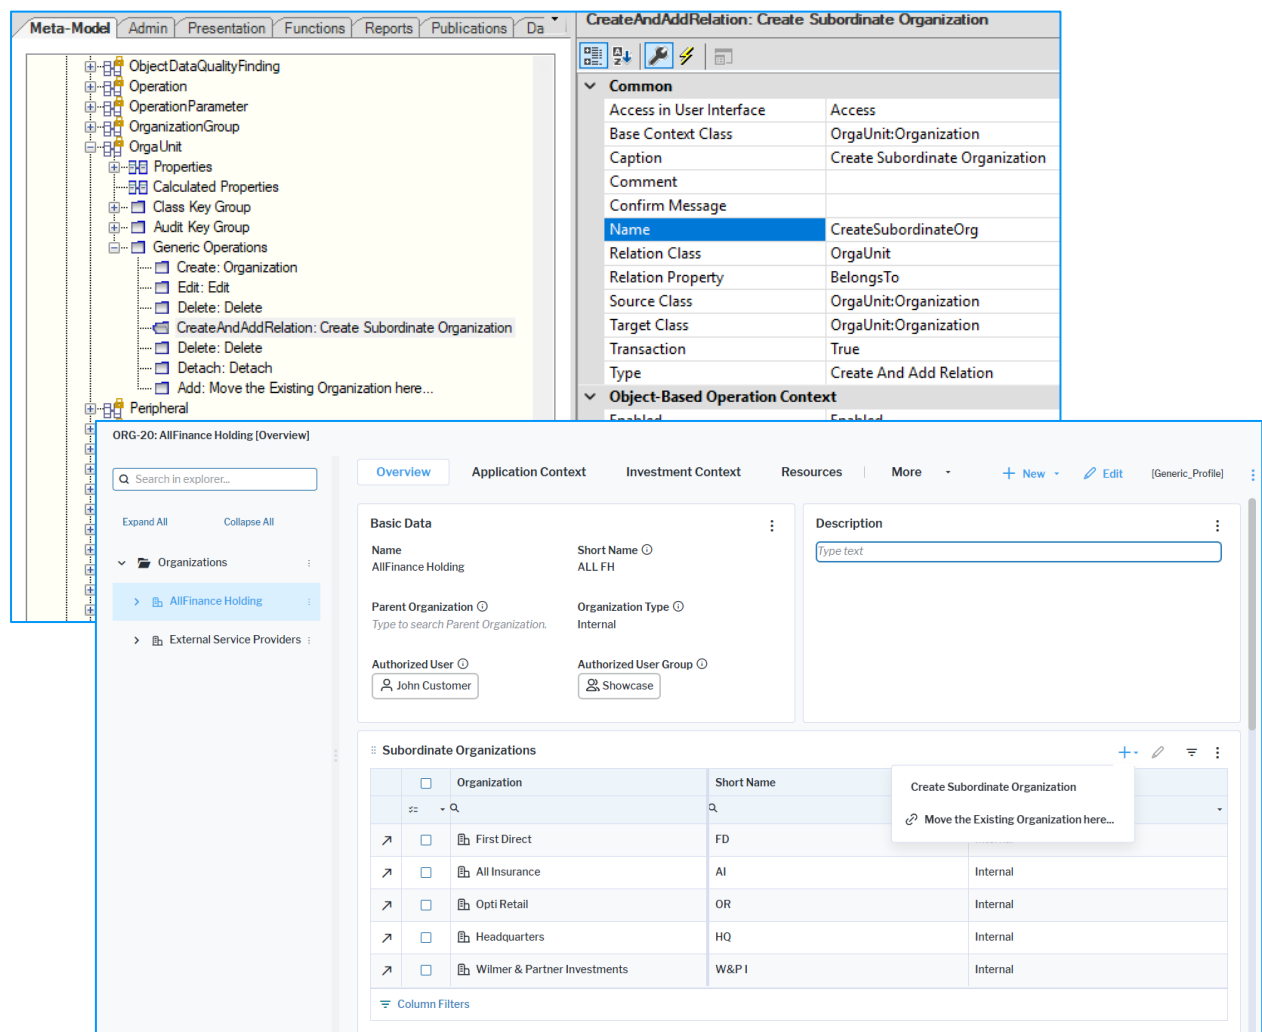 Meta-Model Admin Presentation Functions Reports Publications Da
ObjectDataQualityFinding
Operation
OperationParameter
OrganizationGroup
OrgaUnit
Properties
Calculated Properties
Class Key Group
Audit Key Group
Generic Operations
Create: Organization
Edit: Edit
Delete: Delete
CreateAndAddRelation: Create Subordinate Organization
Delete: Delete
Detach: Detach
Add: Move the Existing Organization here...
Peripheral
CreateAndAddRelation: Create Subordinate Organization
Common
Access in User Interface Access
Base Context Class OrgaUnit:Organization
Caption Create Subordinate Organization
Comment
Confirm Message
Name CreateSubordinateOrg
Relation Class OrgaUnit
Relation Property BelongsTo
Source Class OrgaUnit:Organization
Target Class OrgaUnit:Organization
Transaction True
Type Create And Add Relation
Object-Based Operation Context
Enabled Enabled
ORG-20: AllFinance Holding [Overview]
Search in explorer...
Expand All Collapse All
Organizations
AllFinance Holding
External Service Providers
Overview Application Context Investment Context Resources More New Edit [Generic_Profile]
Basic Data
Name Short Name
AllFinance Holding ALL FH
Parent Organization Organization Type
Type to search Parent Organization. Internal
Authorized User Authorized User Group
John Customer Showcase
Description
Type text
Subordinate Organizations
Create Subordinate Organization
Move the Existing Organization here...
Organization Short Name
First Direct FD Internal
All Insurance AI Internal
Opti Retail OR Internal
Headquarters HQ Internal
Wilmer & Partner Investments W&P I Internal
Column Filters